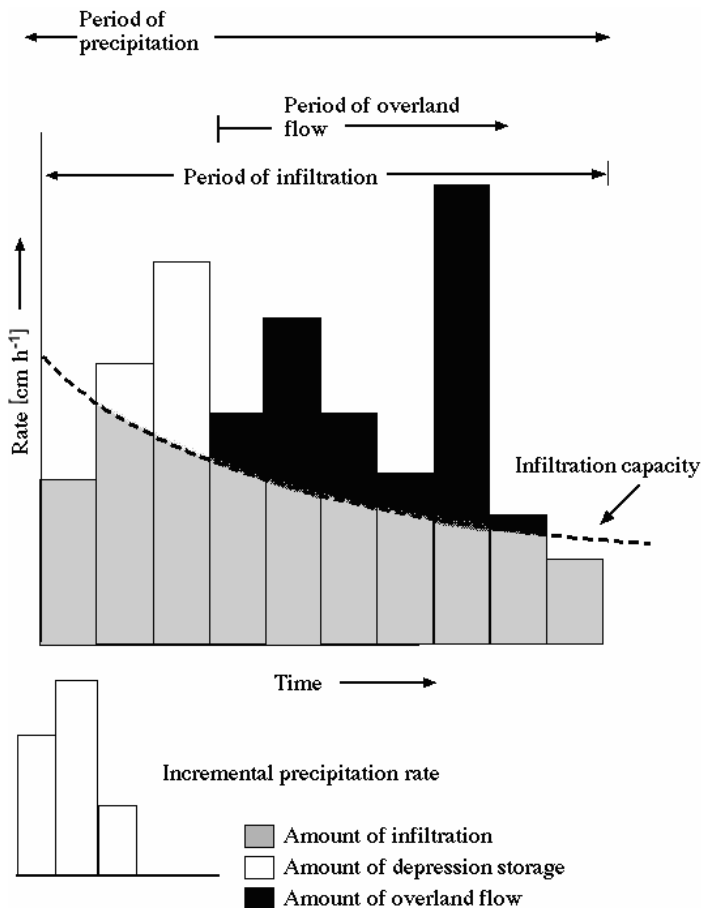 Period of
precipitation
Period of overland
flow
Period of infiltration
Rate [cm h⁻¹]
Infiltration capacity
Time
Incremental precipitation rate
Amount of infiltration
Amount of depression storage
Amount of overland flow